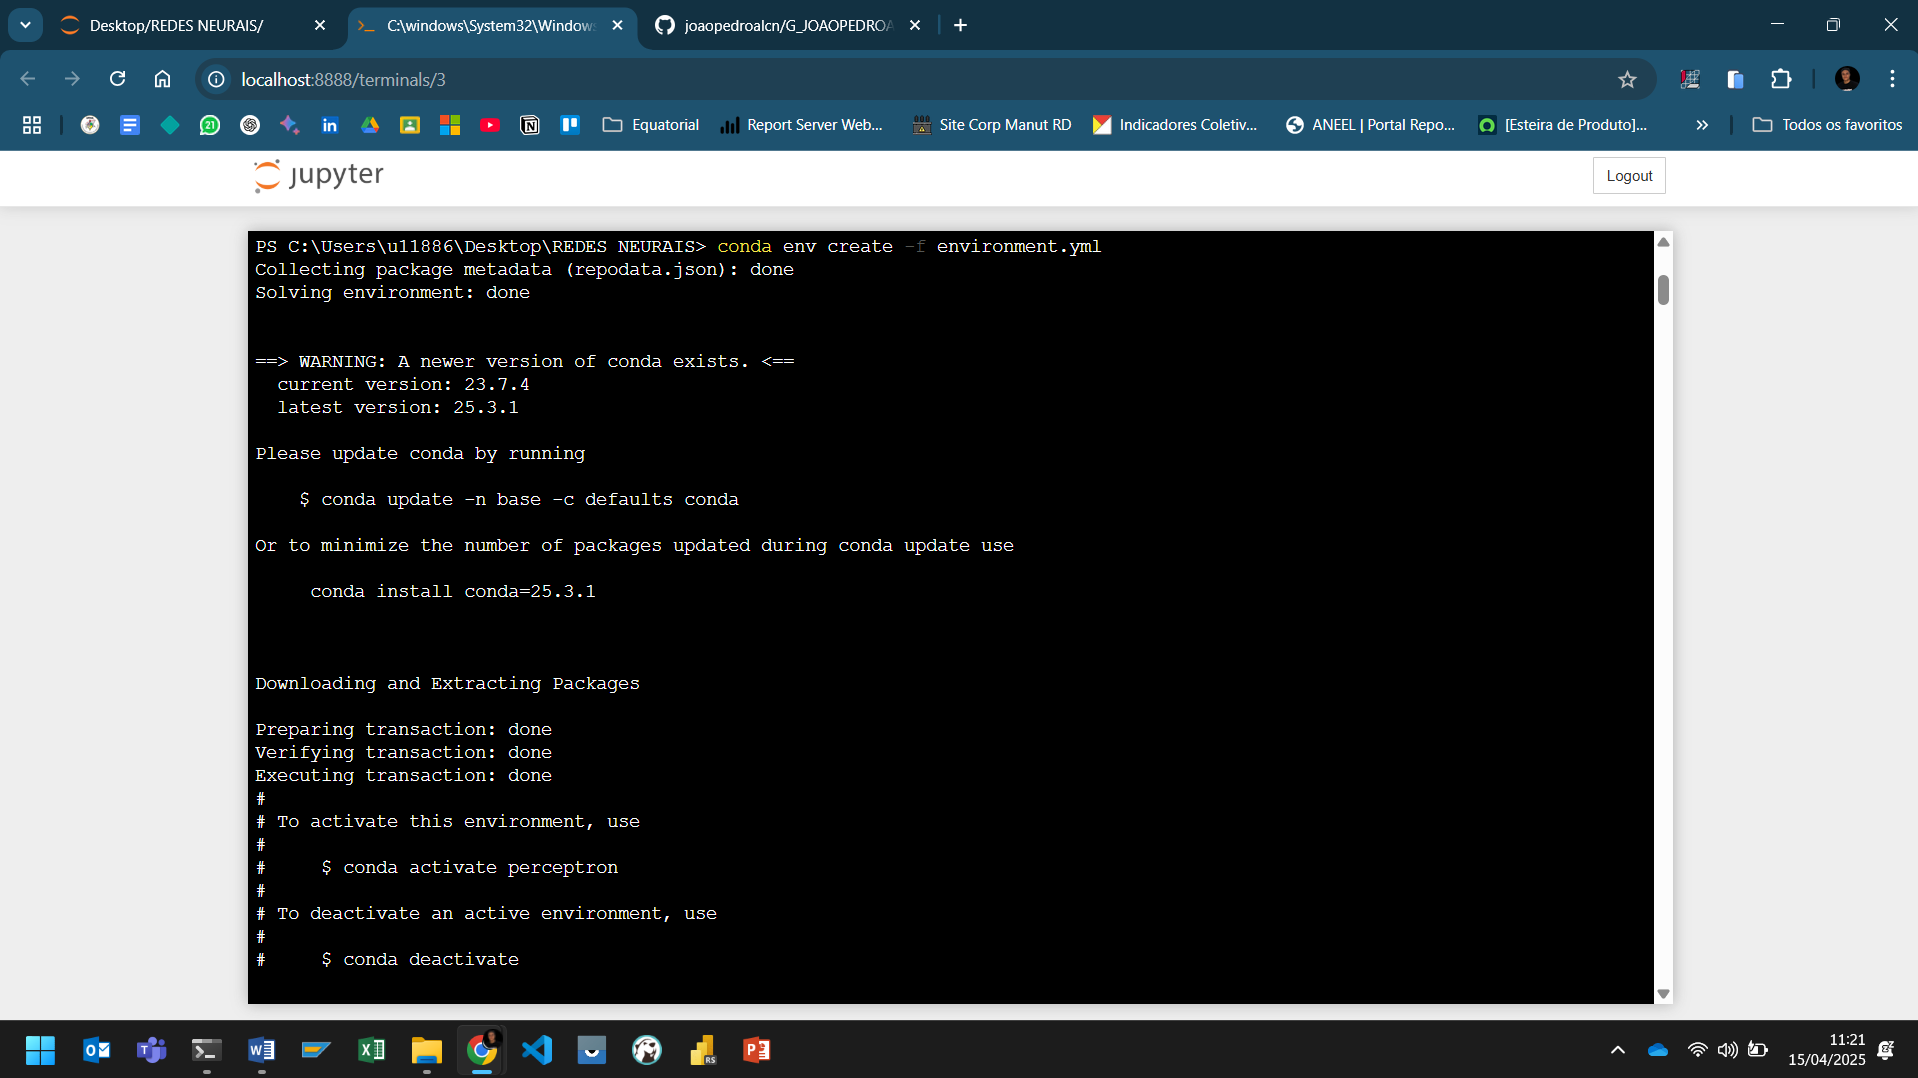 Desktop/REDES NEURAIS/
C:\windows\System32\Windows
joaopedroalcn/G_JOAOPEDROA
localhost:8888/terminals/3
21
Equatorial
Report Server Web...
Site Corp Manut RD
Indicadores Coletiv...
ANEEL | Portal Repo...
[Esteira de Produto]...
Todos os favoritos
jupyter
Logout
PS C:\Users\u11886\Desktop\REDES NEURAIS> conda env create -f environment.yml
Collecting package metadata (repodata.json): done
Solving environment: done
==> WARNING: A newer version of conda exists. <==
current version: 23.7.4
latest version: 25.3.1
Please update conda by running
$ conda update -n base -c defaults conda
Or to minimize the number of packages updated during conda update use
conda install conda=25.3.1
Downloading and Extracting Packages
Preparing transaction: done
Verifying transaction: done
Executing transaction: done
#
# To activate this environment, use
#
#     $ conda activate perceptron
#
# To deactivate an active environment, use
#
#     $ conda deactivate
11:21
15/04/2025